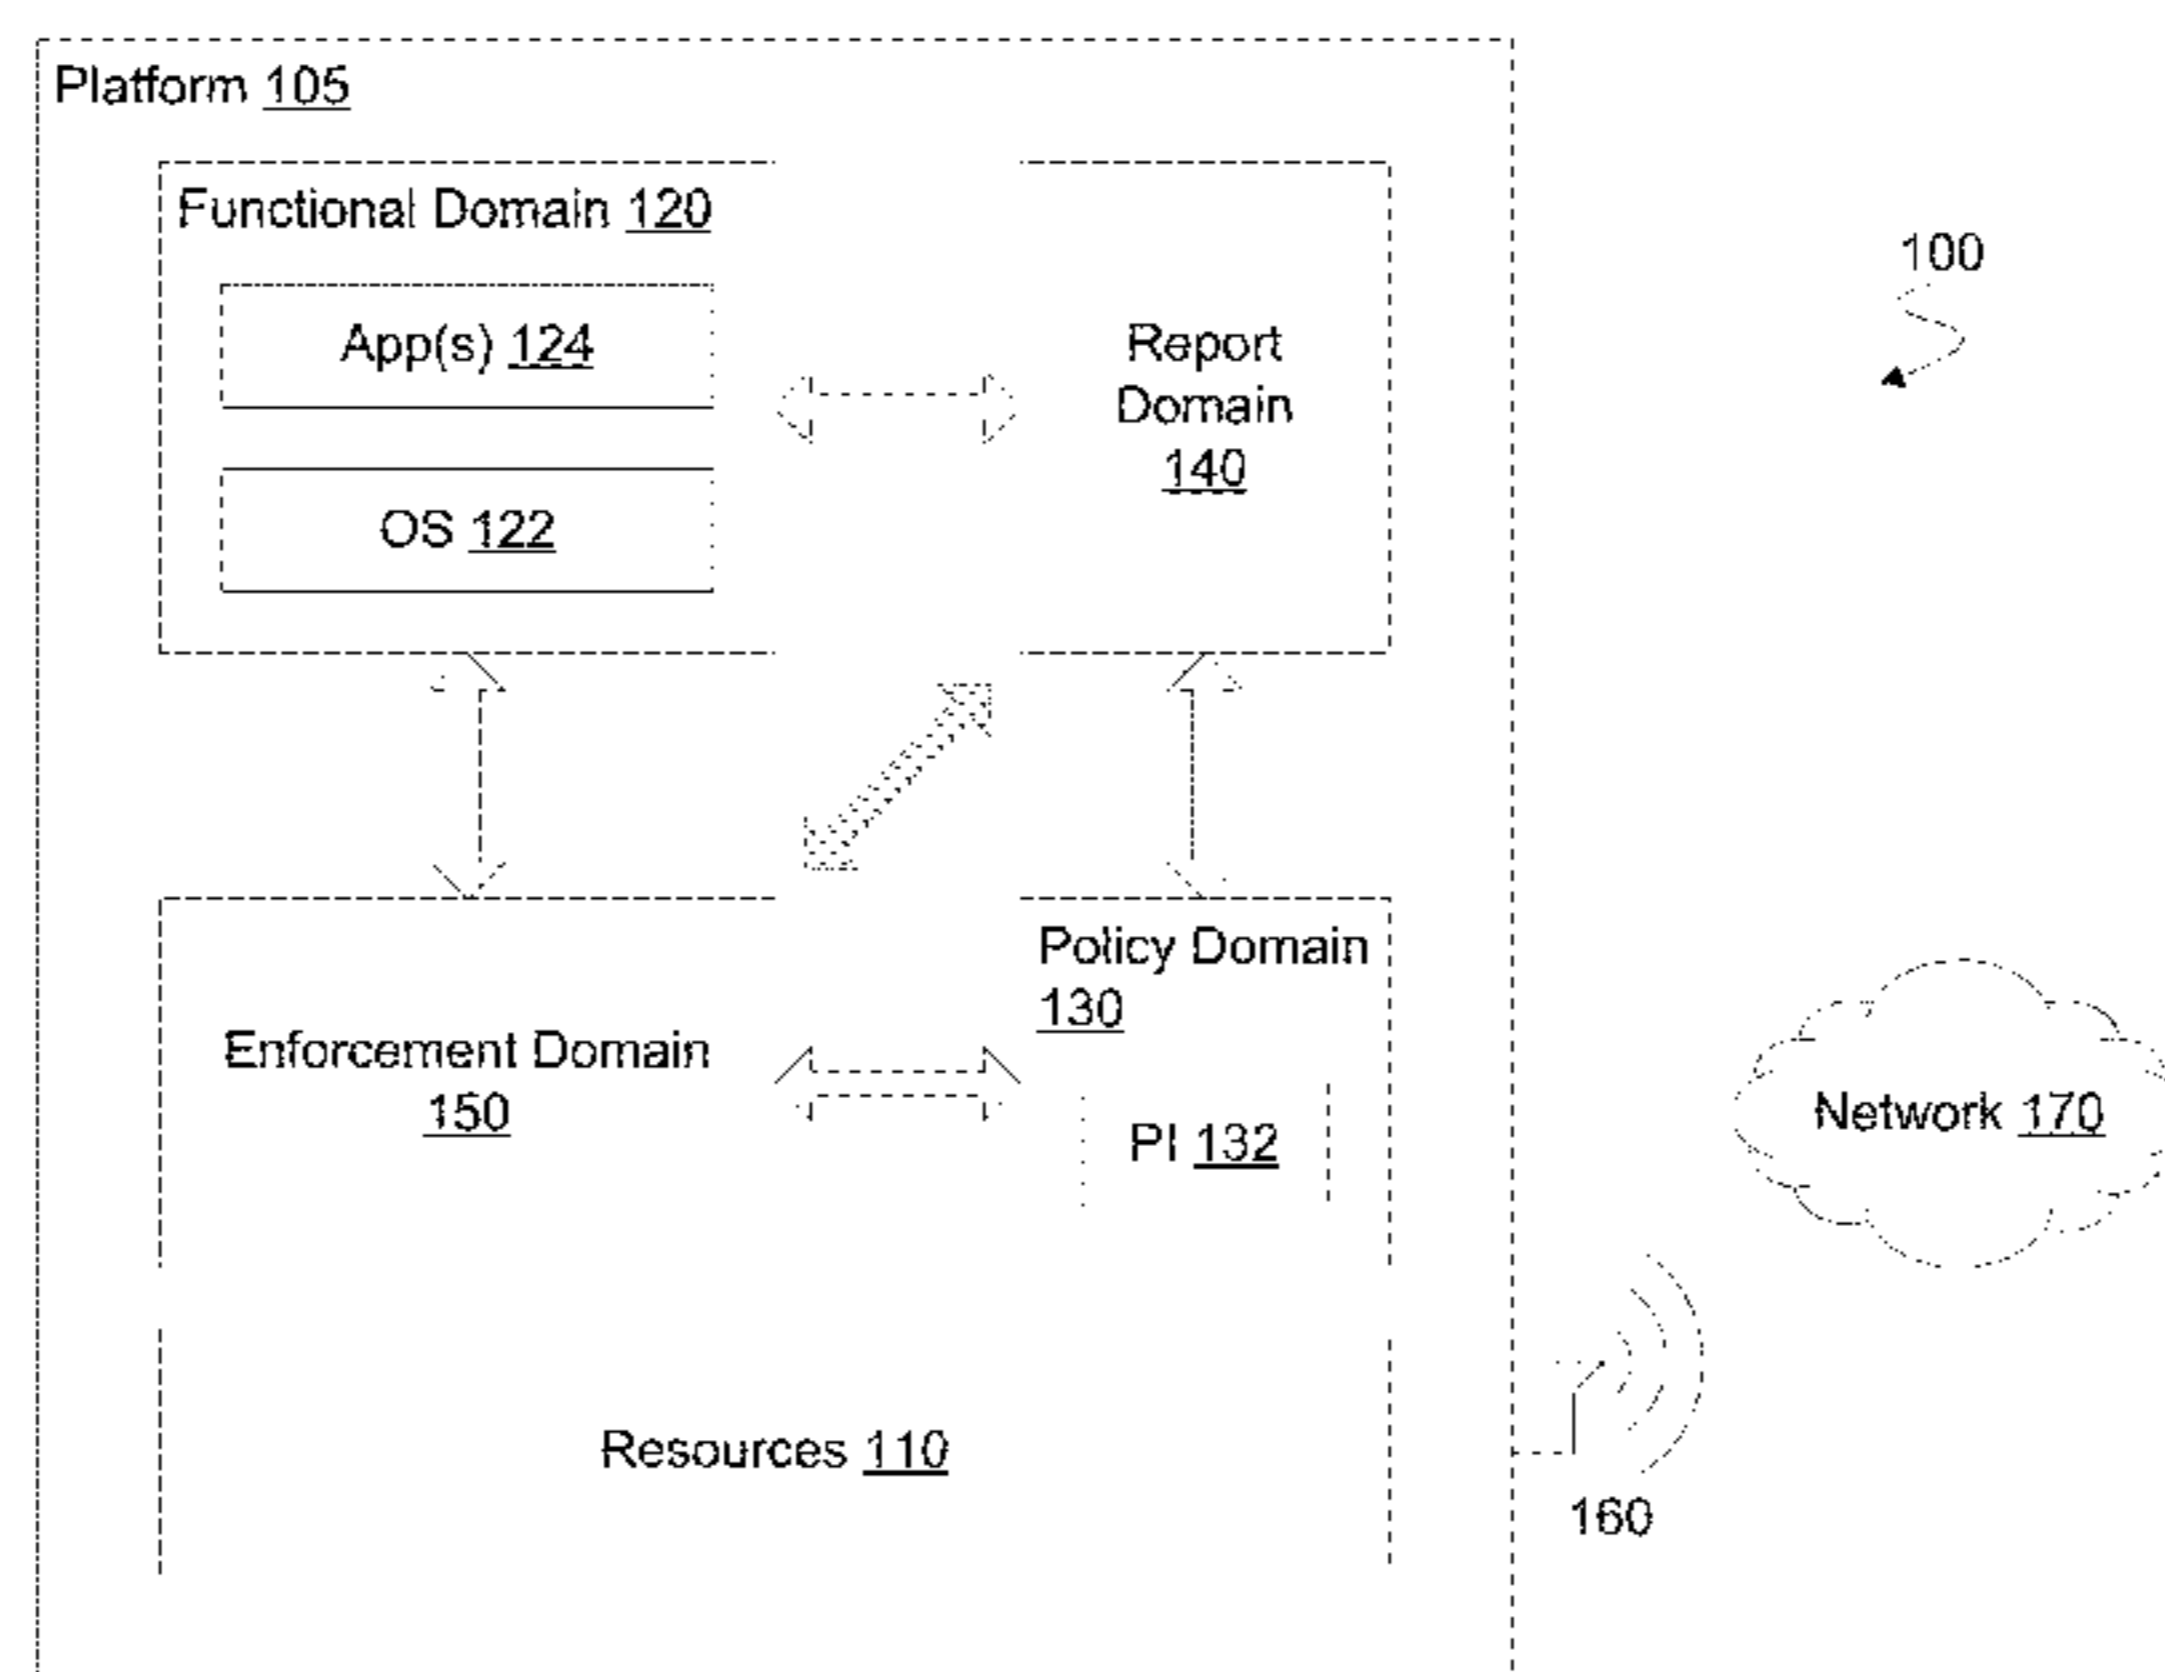 Platform 105
Functional Domain 120
100
App(s) 124
Report
Domain
140
OS 122
Policy Domain
130
Enforcement Domain
150
PI 132
Network 170
Resources 110
160